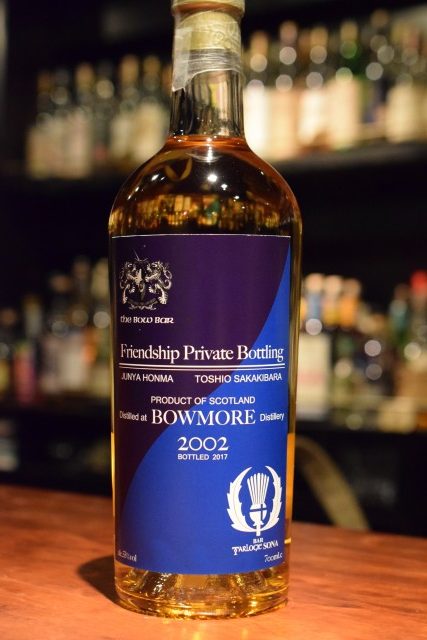 the Bow Bar
Friendship Private Bottling
JUNYA HONMA TOSHIO SAKAKIBARA
PRODUCT OF SCOTLAND
Distilled at BOWMORE Distillery
2002
BOTTLED 2017
BAR
TARLOGIE SONA
700ml.e